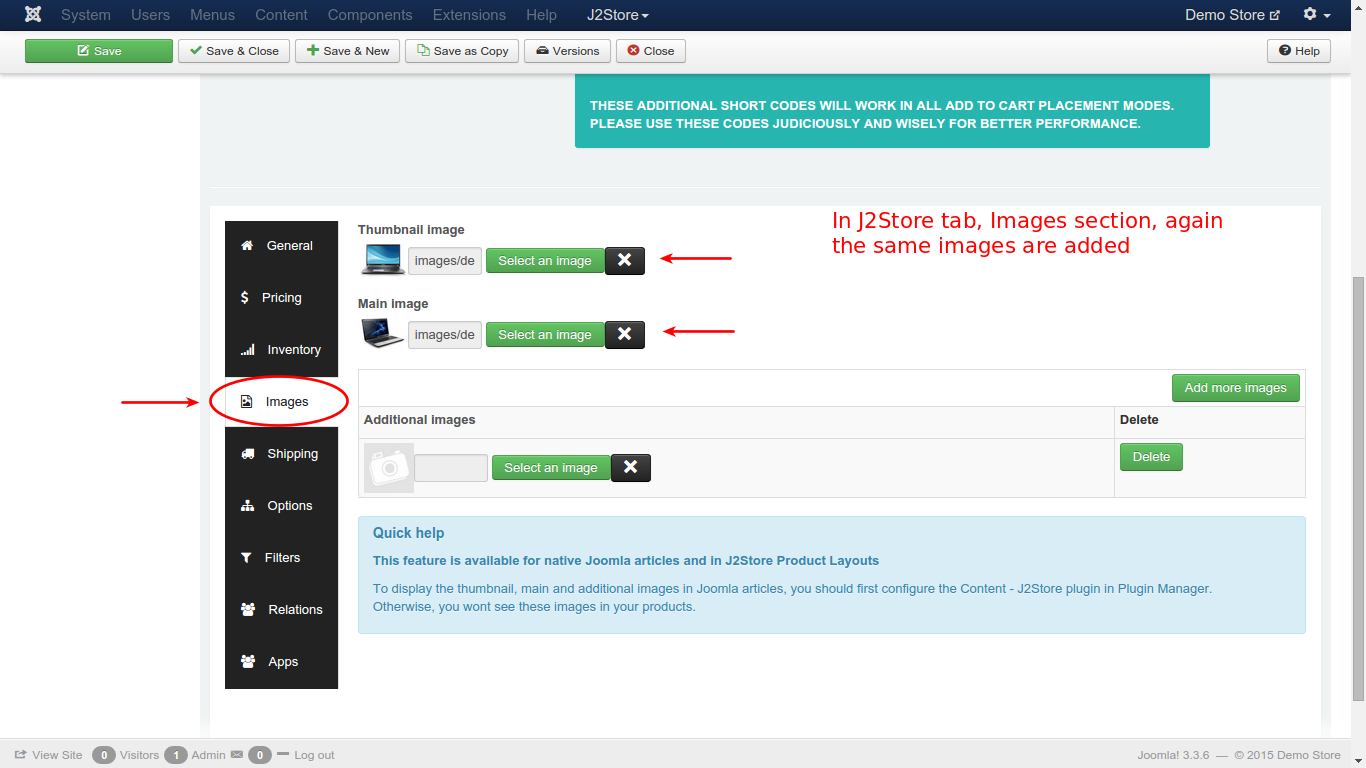 System Users Menus Content Components Extensions Help J2Store Demo Store
Save Save & Close Save & New Save as Copy Versions Close Help
THESE ADDITIONAL SHORT CODES WILL WORK IN ALL ADD TO CART PLACEMENT MODES.
PLEASE USE THESE CODES JUDICIOUSLY AND WISELY FOR BETTER PERFORMANCE.
In J2Store tab, Images section, again
the same images are added
General
Pricing
Inventory
Images
Shipping
Options
Filters
Relations
Apps
Thumbnail image
images/de Select an image
Main image
images/de Select an image
Add more images
Additional images Delete
Select an image Delete
Quick help
This feature is available for native Joomla articles and in J2Store Product Layouts
To display the thumbnail, main and additional images in Joomla articles, you should first configure the Content - J2Store plugin in Plugin Manager.
Otherwise, you wont see these images in your products.
View Site 0 Visitors 1 Admin 0 Log out Joomla! 3.3.6 — © 2015 Demo Store